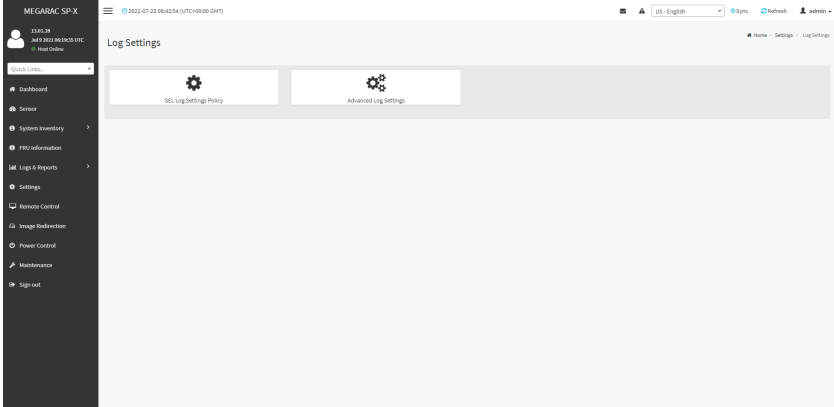 MEGARAC SP-X
2021-07-23 08:42:54 (UTC+00:00 GMT)
US - English
Sync
Refresh
admin
13.01.28
Jul 9 2021 06:19:55 UTC
Host Online
Log Settings
Home > Settings > Log Settings
Quick Links...
SEL Log Settings Policy
Advanced Log Settings
Dashboard
Sensor
System Inventory
FRU Information
Logs & Reports
Settings
Remote Control
Image Redirection
Power Control
Maintenance
Sign out